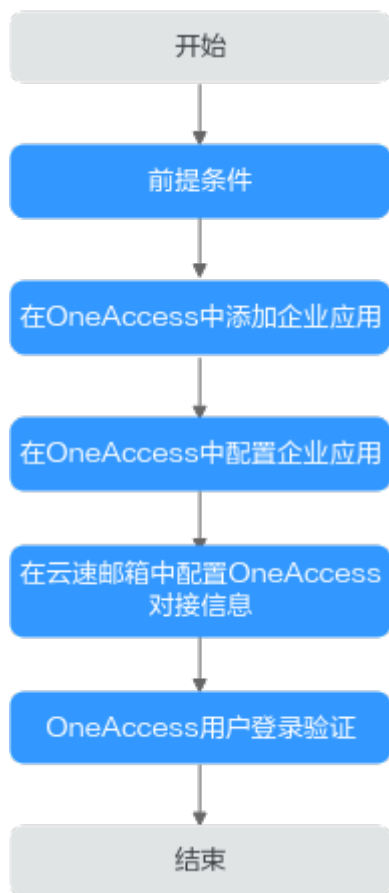 开始
前提条件
在OneAccess中添加企业应用
在OneAccess中配置企业应用
在云速邮箱中配置OneAccess
对接信息
OneAccess用户登录验证
结束